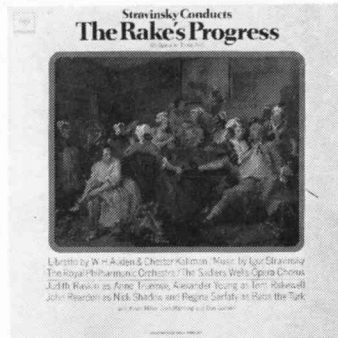 Stravinsky Conducts
The Rake's Progress
Libretto by W.H. Auden & Chester Kallman / Music by Igor Stravinsky
The Royal Philharmonic Orchestra / The Sadlers Wells Opera Chorus
Judith Raskin as Anne Truelove, Alexander Young as Tom Rakewell
John Reardon as Nick Shadow and Regina Sarfaty as Baba the Turk